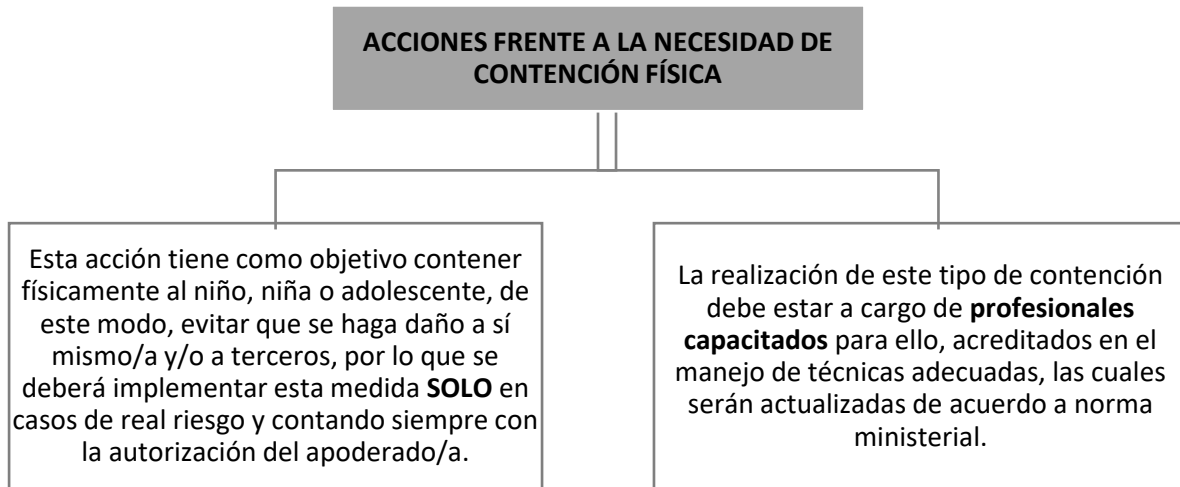 ACCIONES FRENTE A LA NECESIDAD DE
CONTENCIÓN FÍSICA
Esta acción tiene como objetivo contener
físicamente al niño, niña o adolescente, de
este modo, evitar que se haga daño a sí
mismo/a y/o a terceros, por lo que se
deberá implementar esta medida SOLO en
casos de real riesgo y contando siempre con
la autorización del apoderado/a.
La realización de este tipo de contención
debe estar a cargo de profesionales
capacitados para ello, acreditados en el
manejo de técnicas adecuadas, las cuales
serán actualizadas de acuerdo a norma
ministerial.